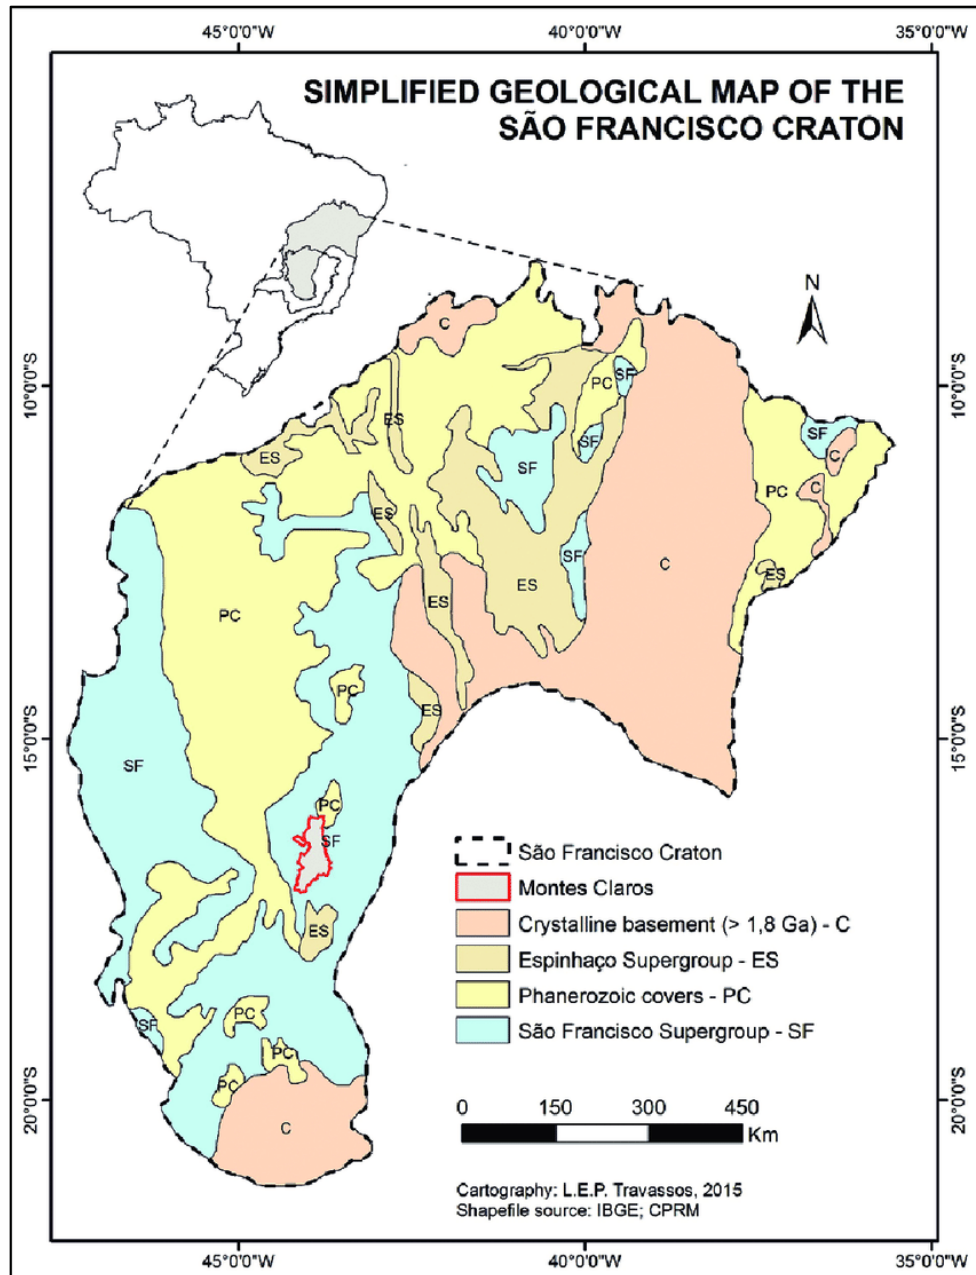 45°0'0"W 40°0'0"W 35°0'0"W
SIMPLIFIED GEOLOGICAL MAP OF THE
SÃO FRANCISCO CRATON
N
C
10°0'0"S 10°0'0"S
PC SF
ES
SF
SF
ES
SF
C
C
PC
ES
ES
SF
C
ES
ES
ES
PC
PC
ES
15°0'0"S 15°0'0"S
SF
PC
SF
São Francisco Craton
Montes Claros
Crystalline basement (> 1,8 Ga) - C
ES
Espinhaço Supergroup - ES
Phanerozoic covers - PC
PC
SF
São Francisco Supergroup - SF
PC
PC
20°0'0"S 20°0'0"S
C
0 150 300 450
Km
Cartography: L.E.P. Travassos, 2015
Shapefile source: IBGE; CPRM
45°0'0"W 40°0'0"W 35°0'0"W